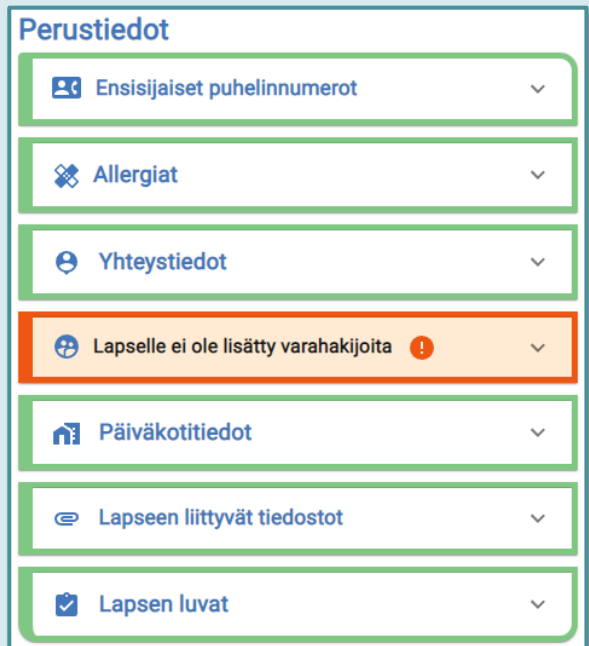 Perustiedot
Ensisijaiset puhelinnumerot
Allergiat
Yhteystiedot
Lapselle ei ole lisätty varahakijoita
Päiväkotitiedot
Lapseen liittyvät tiedostot
Lapsen luvat